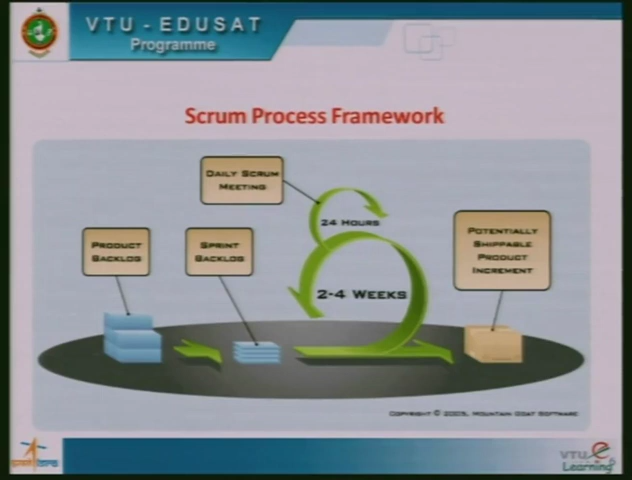 VTU - EDUSAT
Programme
Scrum Process Framework
DAILY SCRUM
MEETING
24 HOURS
PRODUCT
BACKLOG
SPRINT
BACKLOG
POTENTIALLY
SHIPPABLE
PRODUCT
INCREMENT
2-4 WEEKS
COPYRIGHT © 2005, MOUNTAIN GOAT SOFTWARE
VTU e
Learning